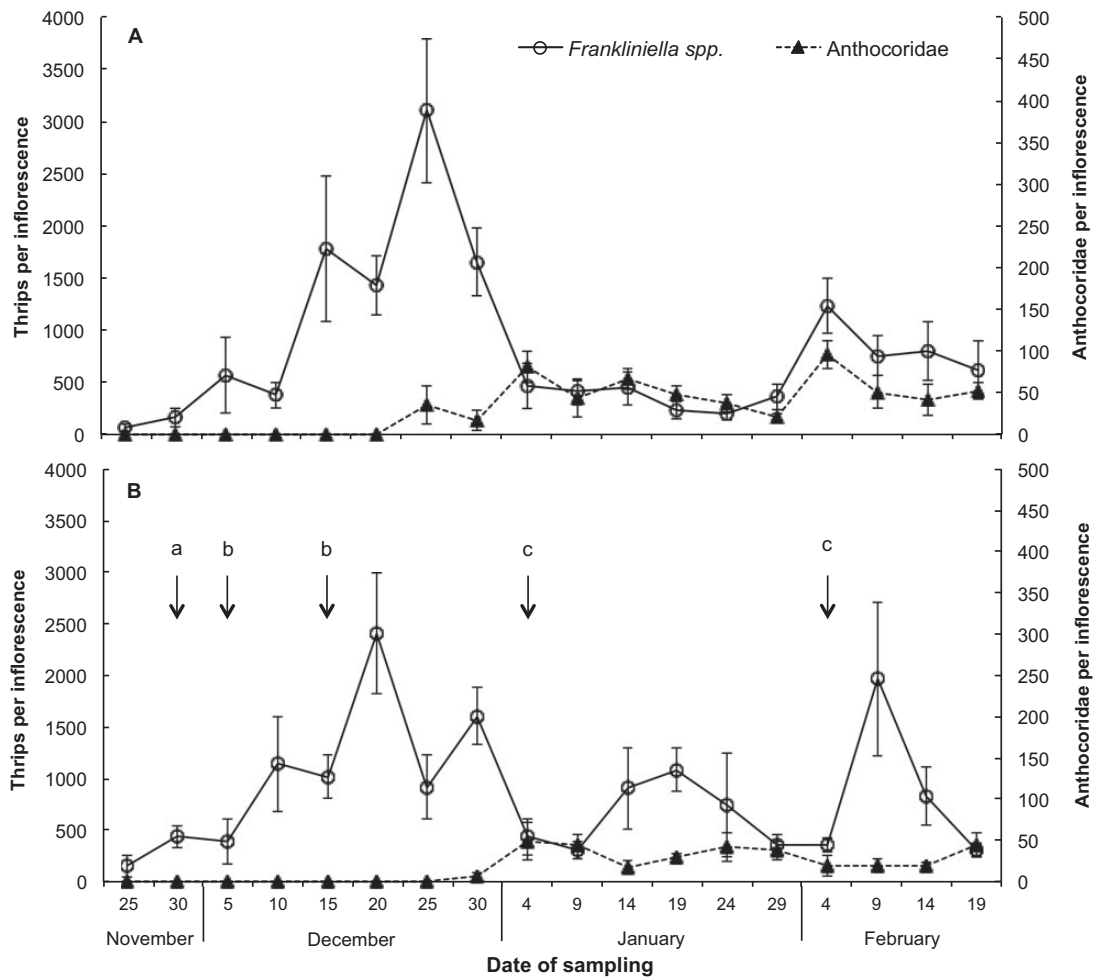 A
Frankliniella spp. Anthocoridae
4000 500
3500 450
3000 400
2500 350
2000 300
1500 250
1000 200
500 150
0 100
50
0
Thrips per inflorescence
Anthocoridae per inflorescence
B
a b b c c
4000 500
3500 450
3000 400
2500 350
2000 300
1500 250
1000 200
500 150
0 100
50
0
Thrips per inflorescence
Anthocoridae per inflorescence
25 30 5 10 15 20 25 30 4 9 14 19 24 29 4 9 14 19
November December January February
Date of sampling